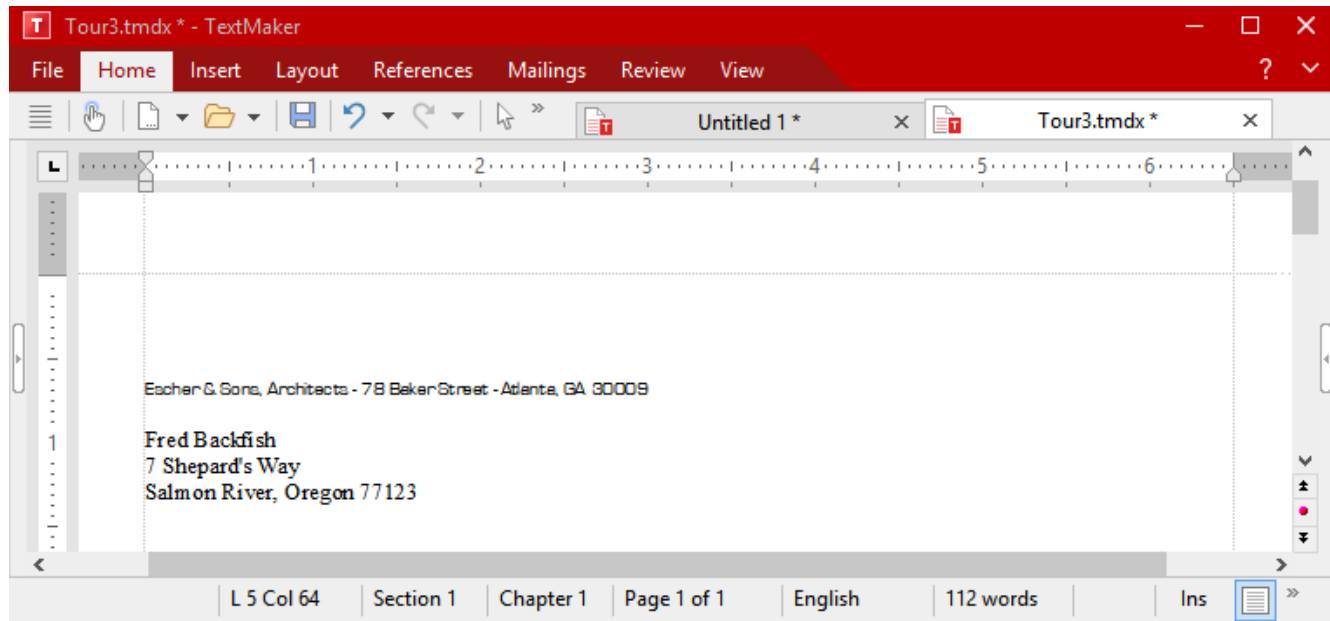 T Tour3.tmdx * - TextMaker
File Home Insert Layout References Mailings Review View ?
Untitled 1 * Tour3.tmdx *
L 1 2 3 4 5 6
Escher & Sons, Architects - 78 Baker Street - Atlanta, GA 30009
Fred Backfish
1
7 Shepard's Way
Salmon River, Oregon 77123
L 5 Col 64 Section 1 Chapter 1 Page 1 of 1 English 112 words Ins